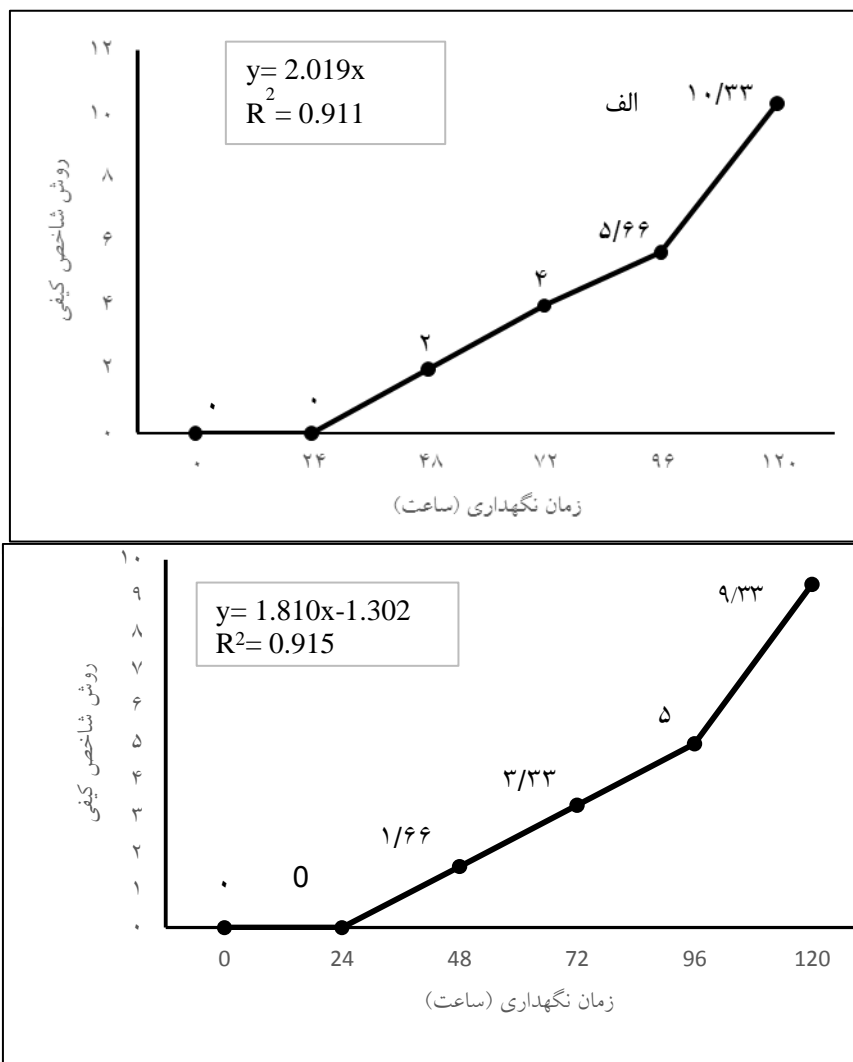 y= 2.019x
R2 = 0.911
الف
۱۲
۱۰
۸
۶
۴
۲
۰
روش شاخص کیفی
۰
۰
۲
۴
۵/۶۶
۱۰/۳۳
۰ ۲۴ ۴۸ ۷۲ ۹۶ ۱۲۰
زمان نگهداری (ساعت)
y= 1.810x-1.302
R2= 0.915
۱۰
۹
۸
۷
۶
۵
۴
۳
۲
۱
۰
روش شاخص کیفی
۰
0
۱/۶۶
۳/۳۳
۵
۹/۳۳
0 24 48 72 96 120
زمان نگهداری (ساعت)